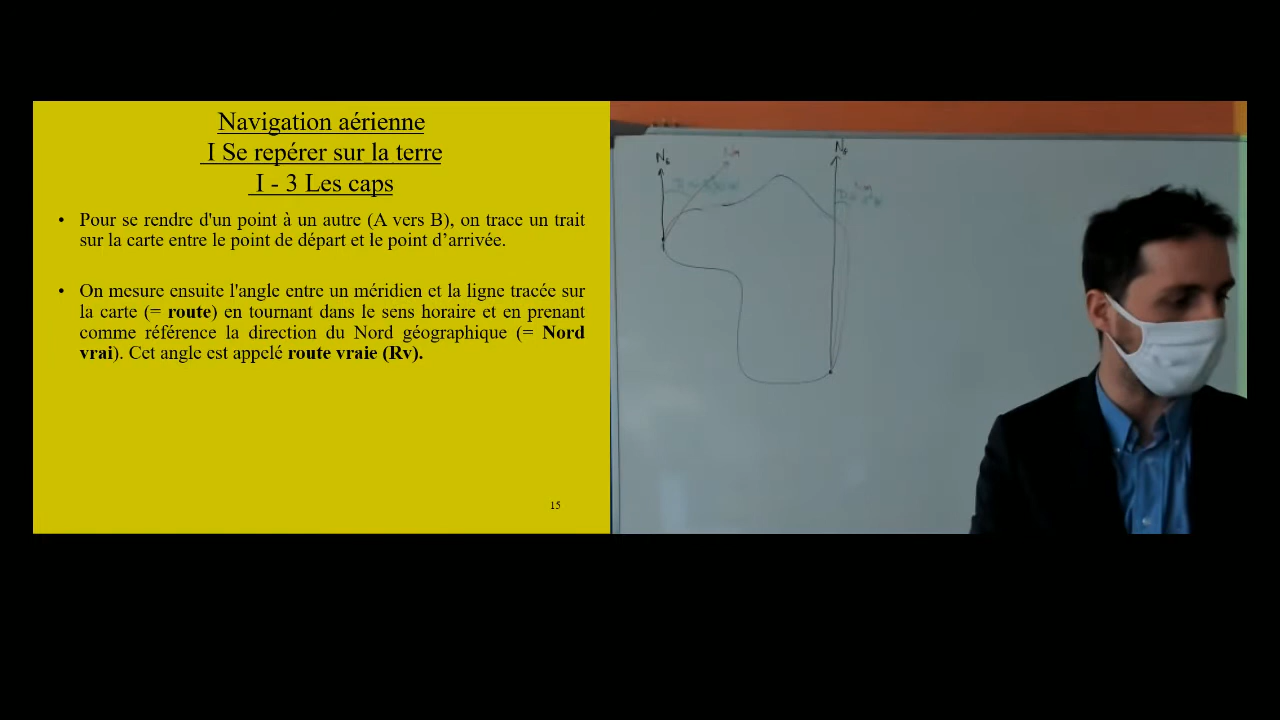 Navigation aérienne
I Se repérer sur la terre
I - 3 Les caps
• Pour se rendre d'un point à un autre (A vers B), on trace un trait
sur la carte entre le point de départ et le point d’arrivée.
• On mesure ensuite l'angle entre un méridien et la ligne tracée sur
la carte (= route) en tournant dans le sens horaire et en prenant
comme référence la direction du Nord géographique (= Nord
vrai). Cet angle est appelé route vraie (Rv).
15
Nm
Nm